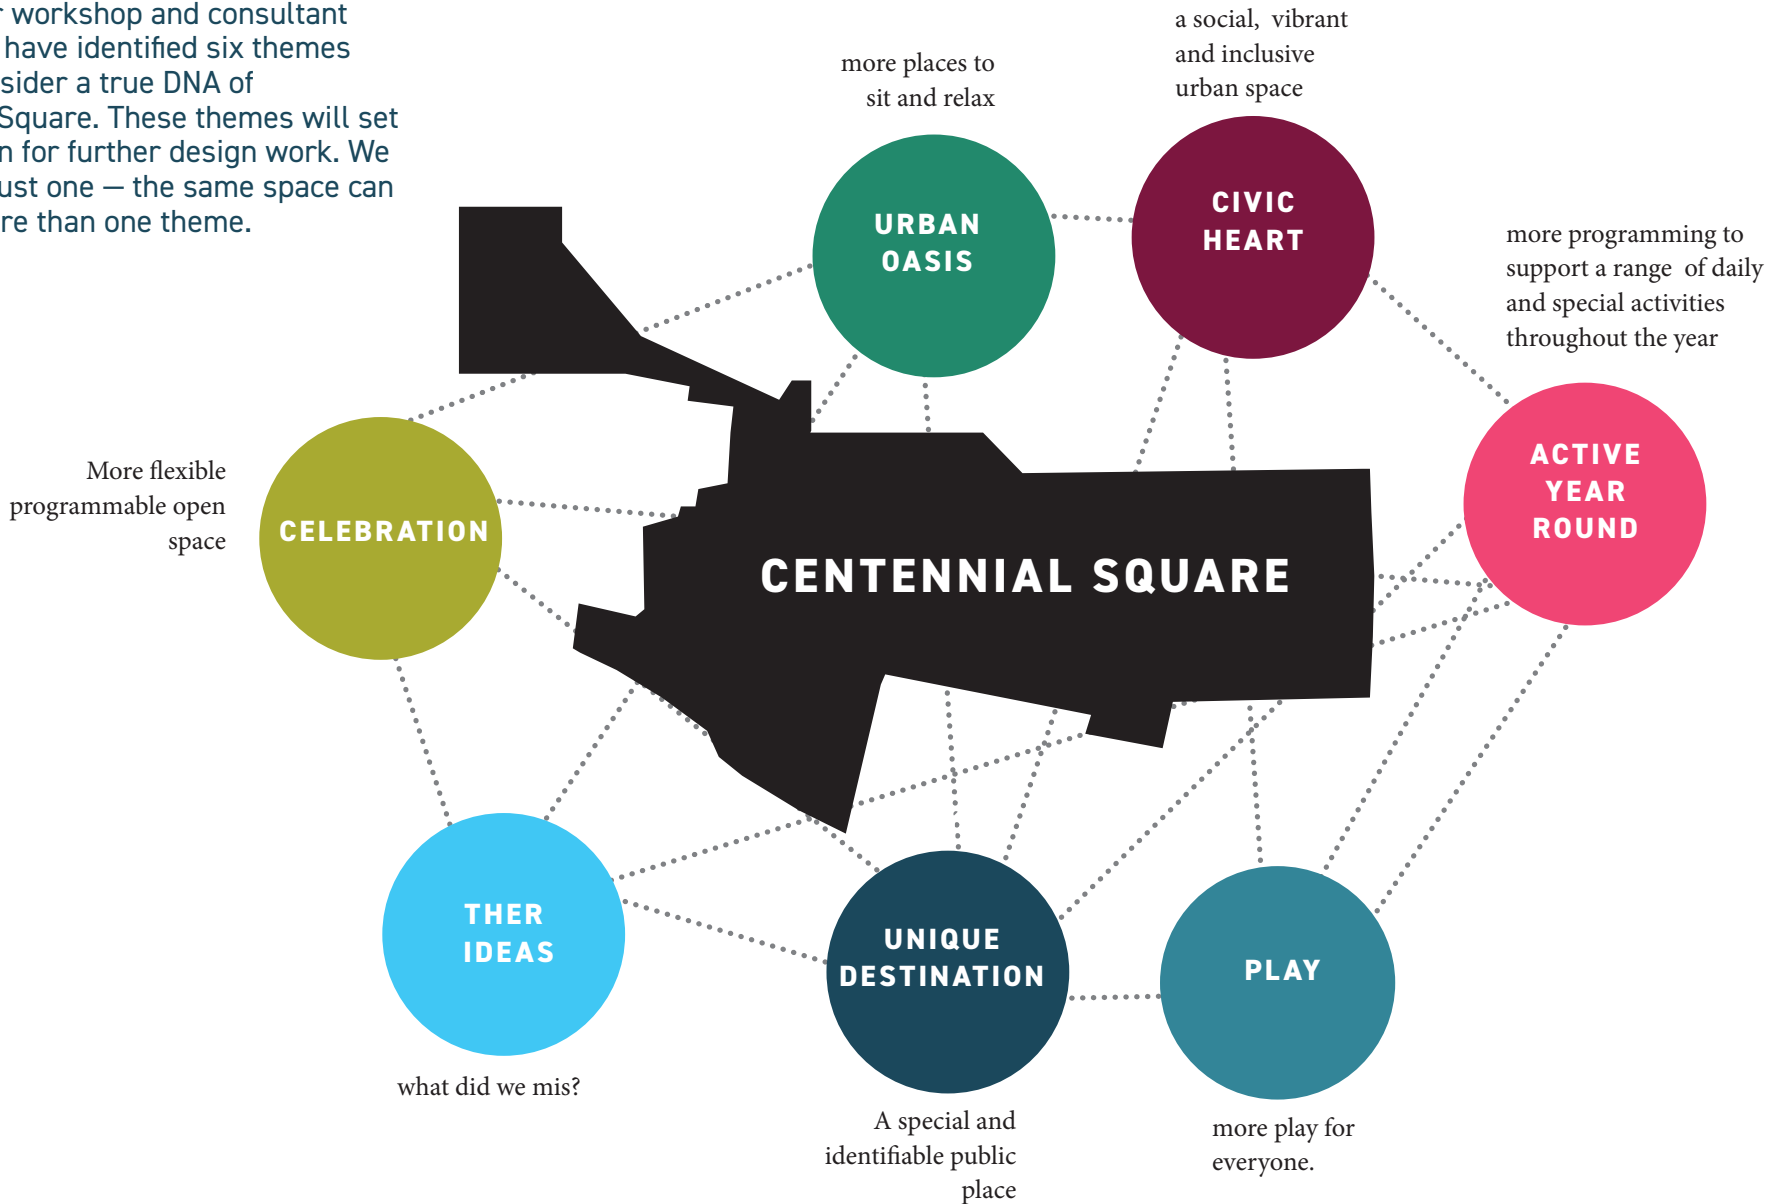 r workshop and consultant
have identified six themes
sider a true DNA of
Square. These themes will set
n for further design work. We
ust one — the same space can
re than one theme.
more places to
sit and relax
a social, vibrant
and inclusive
urban space
URBAN
OASIS
CIVIC
HEART
more programming to
support a range of daily
and special activities
throughout the year
More flexible
programmable open
space
CELEBRATION
ACTIVE
YEAR
ROUND
CENTENNIAL SQUARE
THER
IDEAS
what did we mis?
UNIQUE
DESTINATION
A special and
identifiable public
place
PLAY
more play for
everyone.